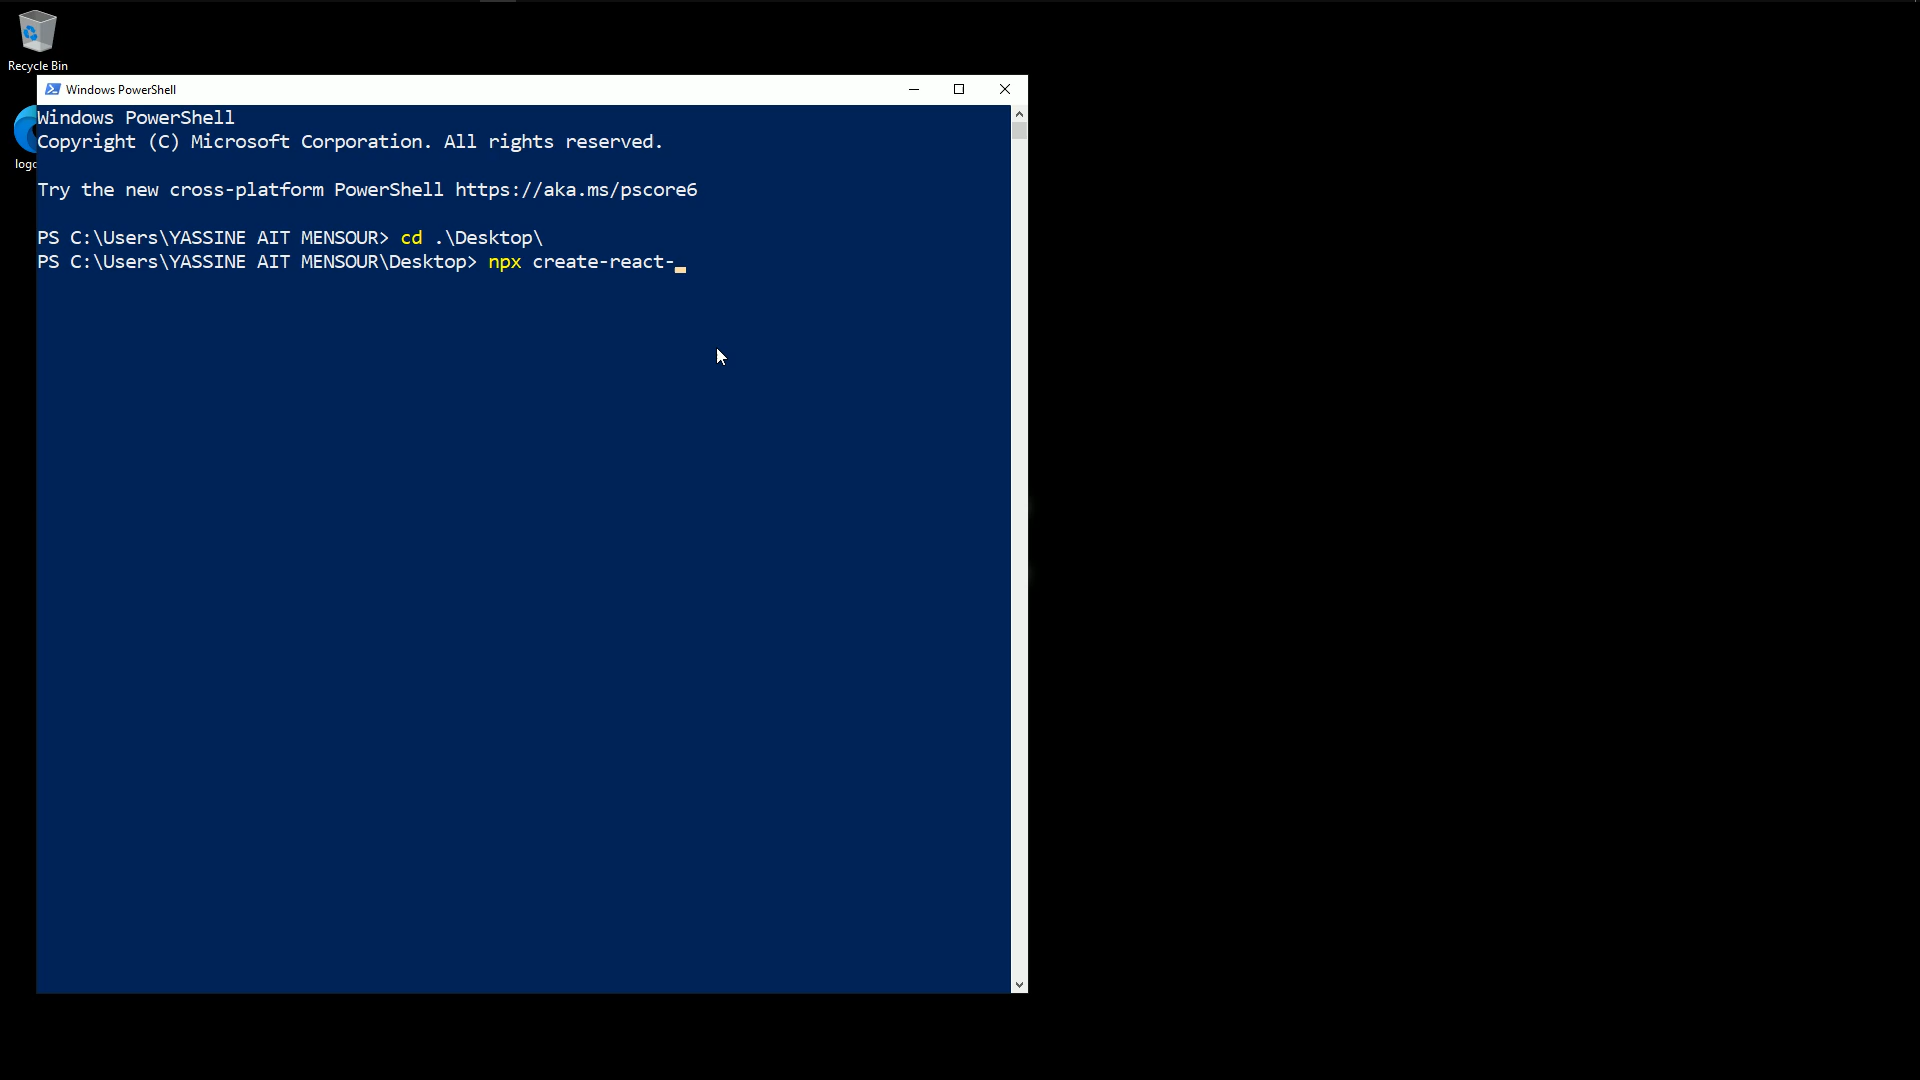 Recycle Bin
Windows PowerShell
Windows PowerShell
Copyright (C) Microsoft Corporation. All rights reserved.
logo
Try the new cross-platform PowerShell https://aka.ms/pscore6
PS C:\Users\YASSINE AIT MENSOUR> cd .\Desktop\
PS C:\Users\YASSINE AIT MENSOUR\Desktop> npx create-react-